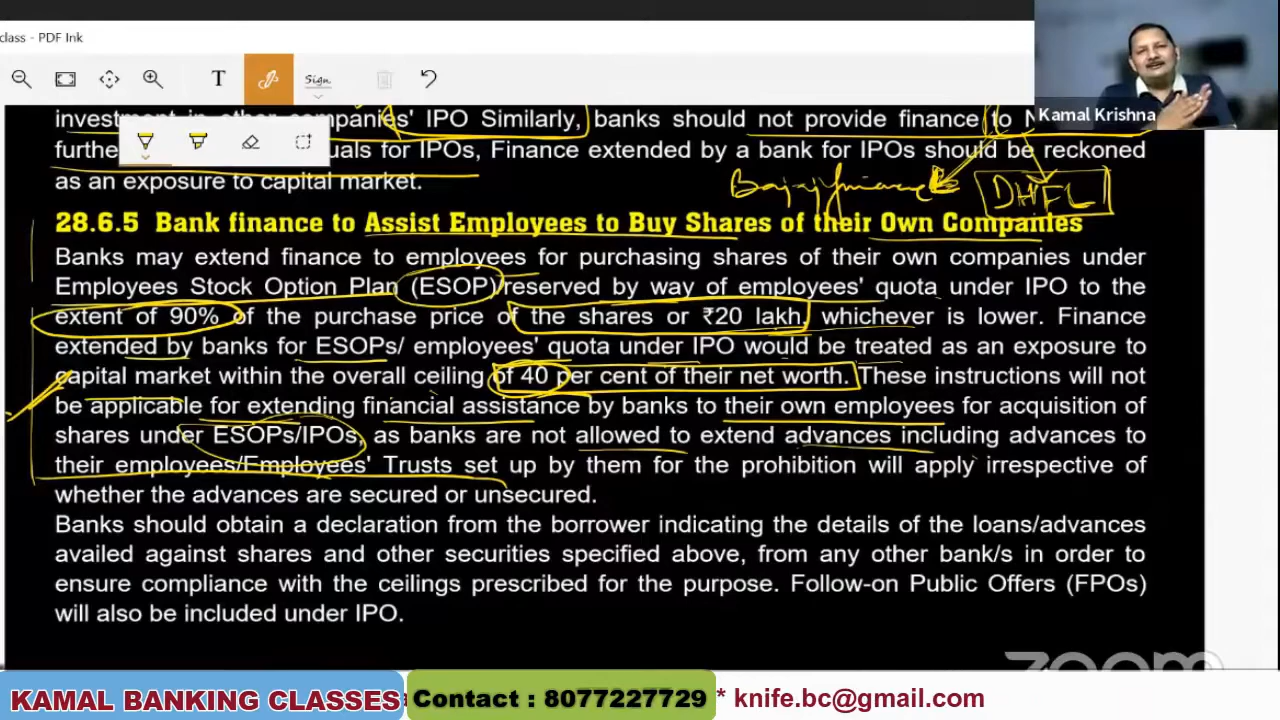 class - PDF Ink
T
Sign
Kamal Krishna
investment in other companies' IPO Similarly, banks should not provide finance to N
furthe uals for IPOs, Finance extended by a bank for IPOs should be reckoned
as an exposure to capital market.
Bajaj finance
DHFL
28.6.5 Bank finance to Assist Employees to Buy Shares of their Own Companies
Banks may extend finance to employees for purchasing shares of their own companies under
Employees Stock Option Plan (ESOP) reserved by way of employees' quota under IPO to the
extent of 90% of the purchase price of the shares or ₹20 lakh, whichever is lower. Finance
extended by banks for ESOPs/ employees' quota under IPO would be treated as an exposure to
capital market within the overall ceiling of 40 per cent of their net worth. These instructions will not
be applicable for extending financial assistance by banks to their own employees for acquisition of
shares under ESOPs/IPOs, as banks are not allowed to extend advances including advances to
their employees/Employees' Trusts set up by them for the prohibition will apply irrespective of
whether the advances are secured or unsecured.
Banks should obtain a declaration from the borrower indicating the details of the loans/advances
availed against shares and other securities specified above, from any other bank/s in order to
ensure compliance with the ceilings prescribed for the purpose. Follow-on Public Offers (FPOs)
will also be included under IPO.
zoom
KAMAL BANKING CLASSES
Contact : 8077227729 * knife.bc@gmail.com